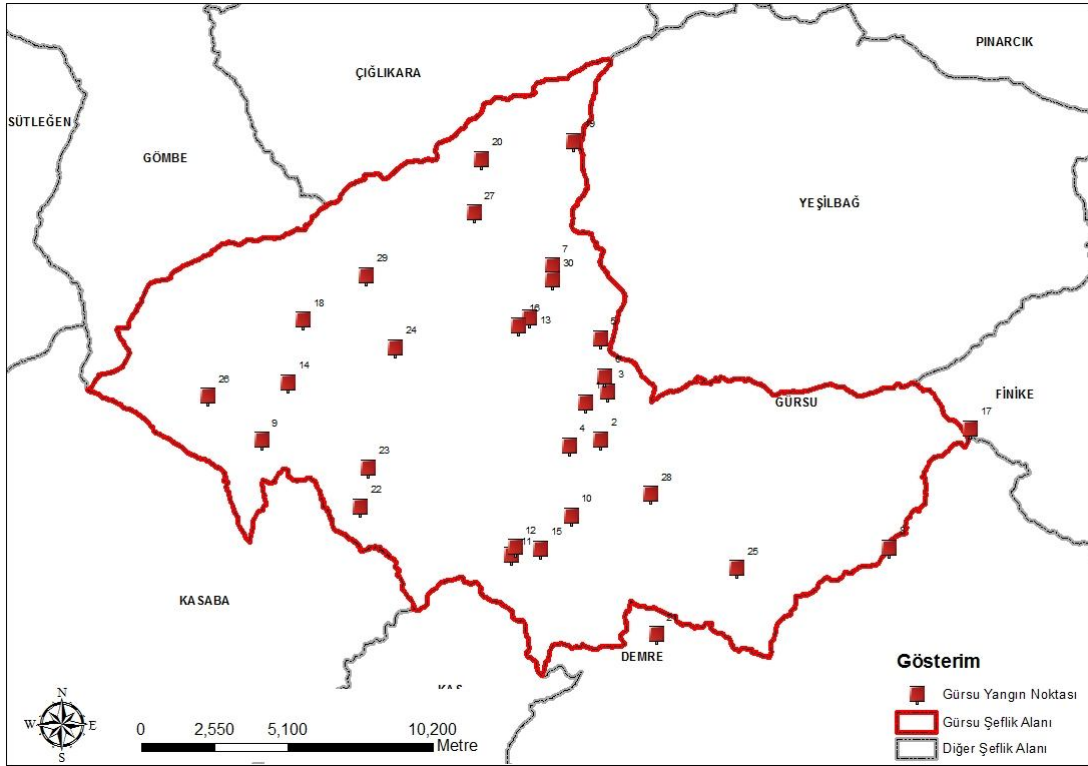 PINARCIK
ÇIĞLIKARA
SÜTLEĞEN
GÖMBE
20
27
YEŞİLBAĞ
7
30
29
18
16
13
24
14
3
26
GÜRSU
FİNİKE
17
9
4
2
23
28
22
10
12
11
15
25
KASABA
DEMRE
Gösterim
Gürsu Yangın Noktası
Gürsu Şeflik Alanı
Diğer Şeflik Alanı
N
W
E
S
0
2,550
5,100
10,200
Metre